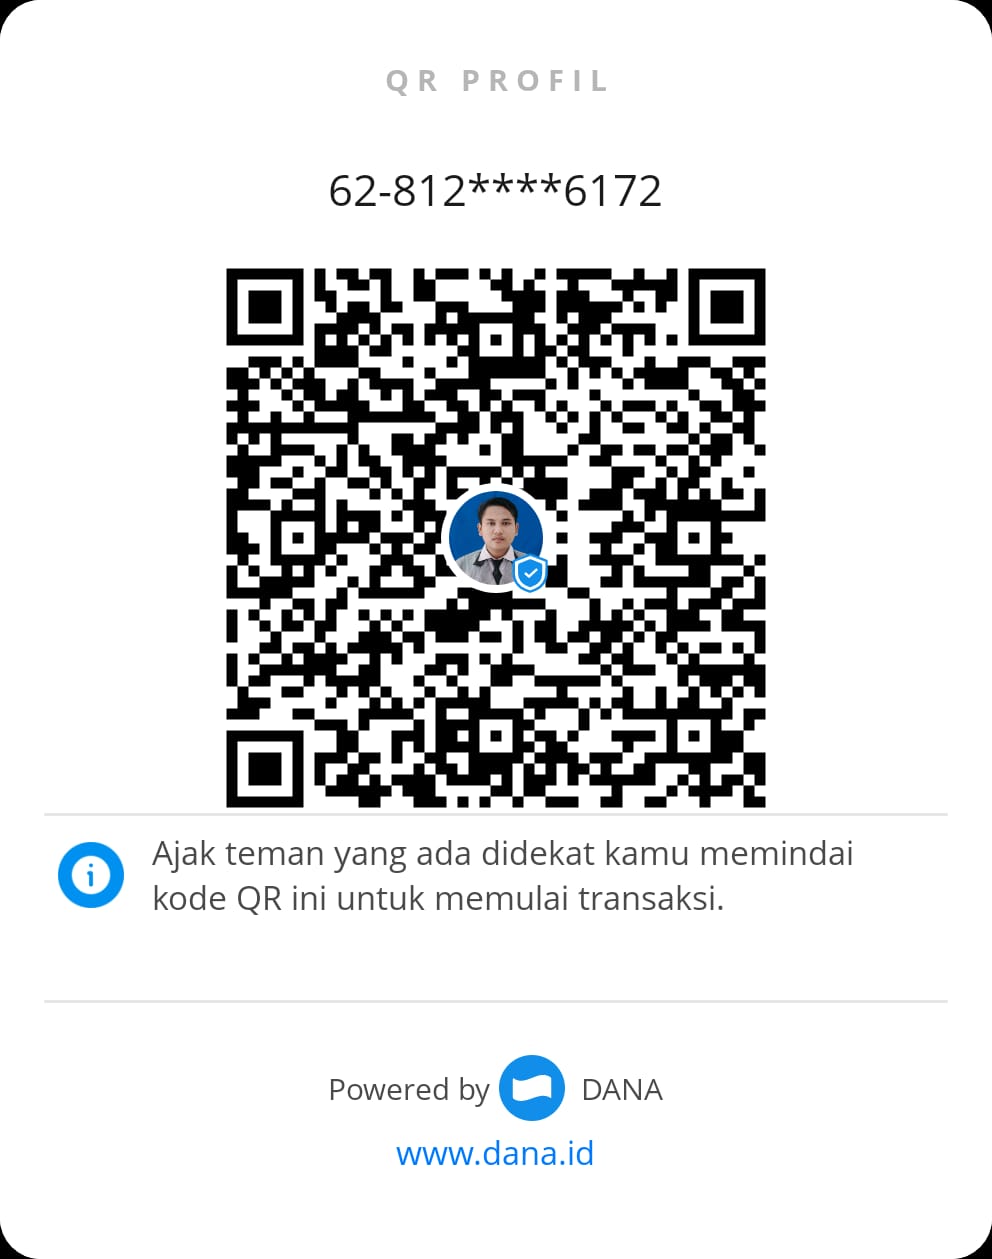 QR PROFIL
62-812****6172
Ajak teman yang ada didekat kamu memindai
kode QR ini untuk memulai transaksi.
Powered by DANA
www.dana.id